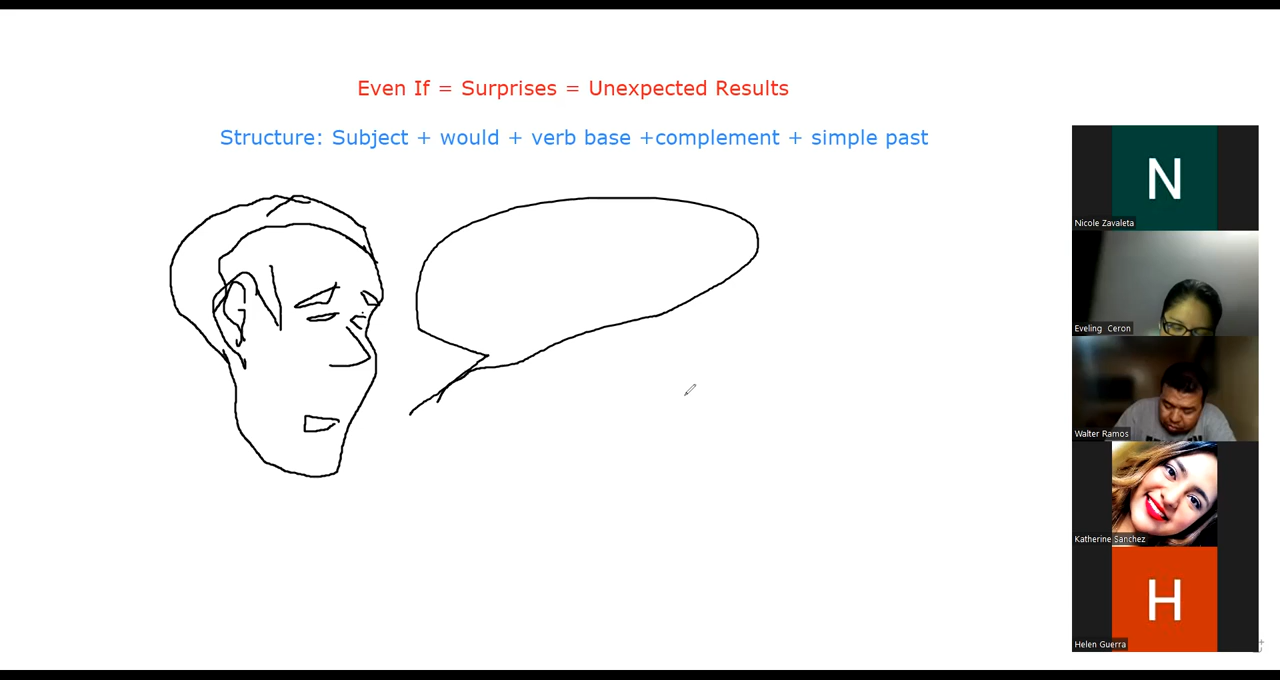 Even If = Surprises = Unexpected Results
Structure: Subject + would + verb base +complement + simple past
N
Nicole Zavaleta
Eveling Ceron
Walter Ramos
Katherine Sanchez
H
Helen Guerra